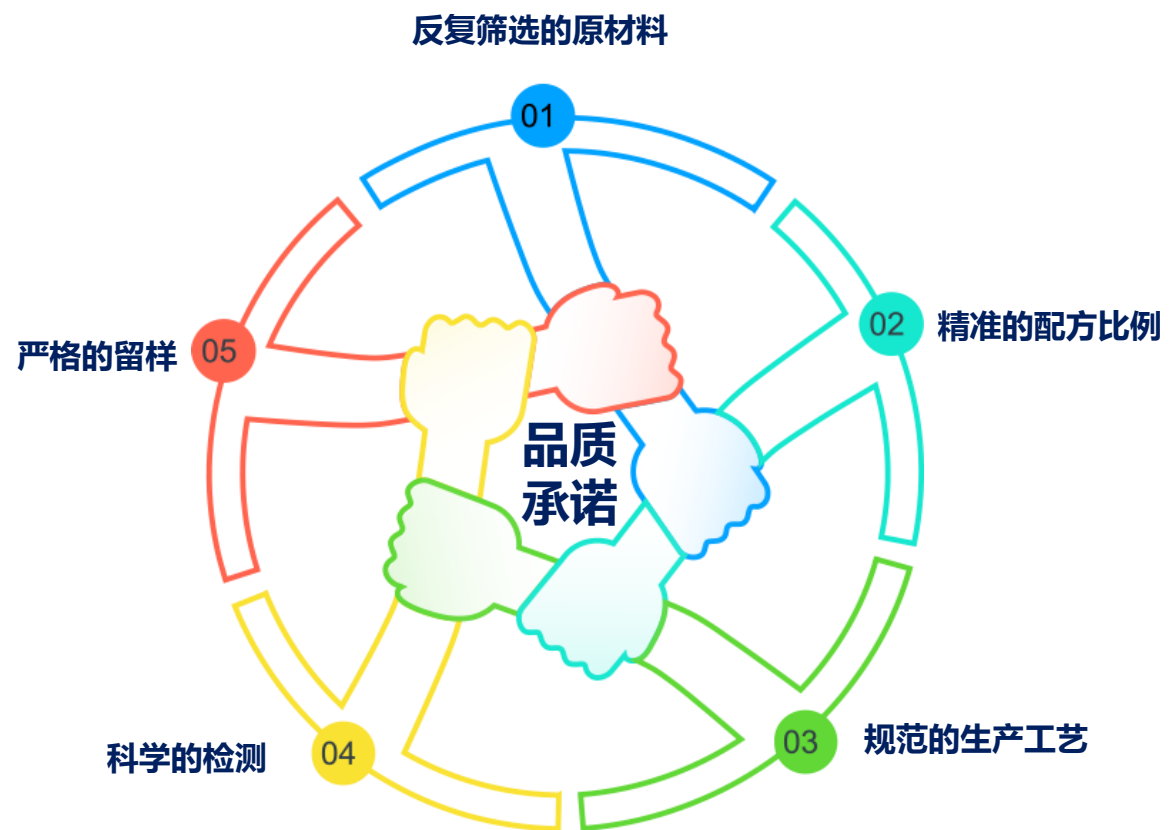 反复筛选的原材料
01
02
精准的配方比例
05
严格的留样
品质
承诺
03
规范的生产工艺
04
科学的检测